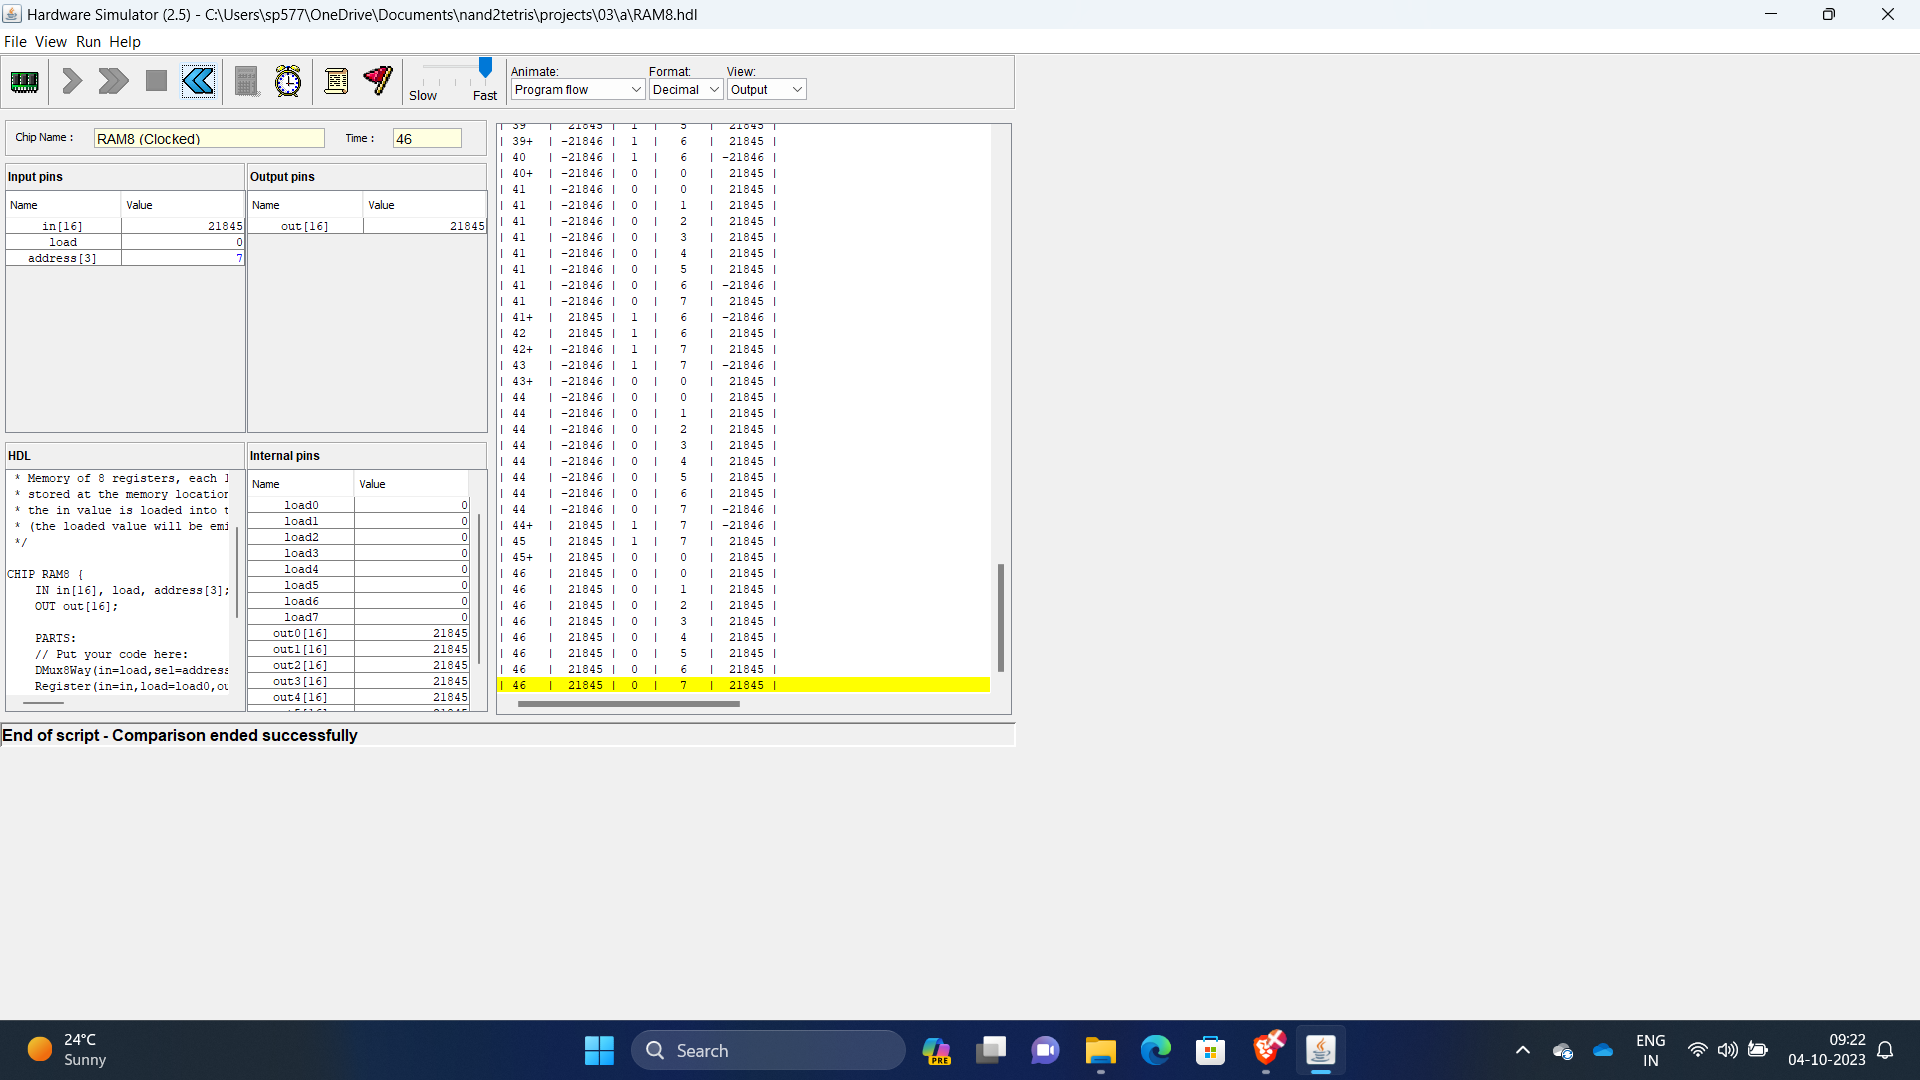 Hardware Simulator (2.5) - C:\Users\sp577\OneDrive\Documents\nand2tetris\projects\03\a\RAM8.hdl
File View Run Help
Slow Fast
Animate: Format: View:
Program flow Decimal Output
Chip Name : RAM8 (Clocked) Time : 46
Input pins
Name Value
in[16] 21845
load 0
address[3] 7
Output pins
Name Value
out[16] 21845
HDL
* Memory of 8 registers, each
* stored at the memory location
* the in value is loaded into
* (the loaded value will be
*/
CHIP RAM8 {
IN in[16], load, address[3];
OUT out[16];
PARTS:
// Put your code here:
DMux8Way(in=load,sel=address
Register(in=in,load=load0,
Internal pins
Name Value
load0 0
load1 0
load2 0
load3 0
load4 0
load5 0
load6 0
load7 0
out0[16] 21845
out1[16] 21845
out2[16] 21845
out3[16] 21845
out4[16] 21845
| 39 | 21845 | 1 | 5 | 21845 |
| 39+ | -21846 | 1 | 6 | 21845 |
| 40 | -21846 | 1 | 6 | -21846 |
| 40+ | -21846 | 0 | 0 | 21845 |
| 41 | -21846 | 0 | 0 | 21845 |
| 41 | -21846 | 0 | 1 | 21845 |
| 41 | -21846 | 0 | 2 | 21845 |
| 41 | -21846 | 0 | 3 | 21845 |
| 41 | -21846 | 0 | 4 | 21845 |
| 41 | -21846 | 0 | 5 | 21845 |
| 41 | -21846 | 0 | 6 | -21846 |
| 41 | -21846 | 0 | 7 | 21845 |
| 41+ | 21845 | 1 | 6 | -21846 |
| 42 | 21845 | 1 | 6 | 21845 |
| 42+ | -21846 | 1 | 7 | 21845 |
| 43 | -21846 | 1 | 7 | -21846 |
| 43+ | -21846 | 0 | 0 | 21845 |
| 44 | -21846 | 0 | 0 | 21845 |
| 44 | -21846 | 0 | 1 | 21845 |
| 44 | -21846 | 0 | 2 | 21845 |
| 44 | -21846 | 0 | 3 | 21845 |
| 44 | -21846 | 0 | 4 | 21845 |
| 44 | -21846 | 0 | 5 | 21845 |
| 44 | -21846 | 0 | 6 | 21845 |
| 44 | -21846 | 0 | 7 | -21846 |
| 44+ | 21845 | 1 | 7 | -21846 |
| 45 | 21845 | 1 | 7 | 21845 |
| 45+ | 21845 | 0 | 0 | 21845 |
| 46 | 21845 | 0 | 0 | 21845 |
| 46 | 21845 | 0 | 1 | 21845 |
| 46 | 21845 | 0 | 2 | 21845 |
| 46 | 21845 | 0 | 3 | 21845 |
| 46 | 21845 | 0 | 4 | 21845 |
| 46 | 21845 | 0 | 5 | 21845 |
| 46 | 21845 | 0 | 6 | 21845 |
| 46 | 21845 | 0 | 7 | 21845 |
End of script - Comparison ended successfully
24°C
Sunny
Search
PRE
ENG
IN
09:22
04-10-2023